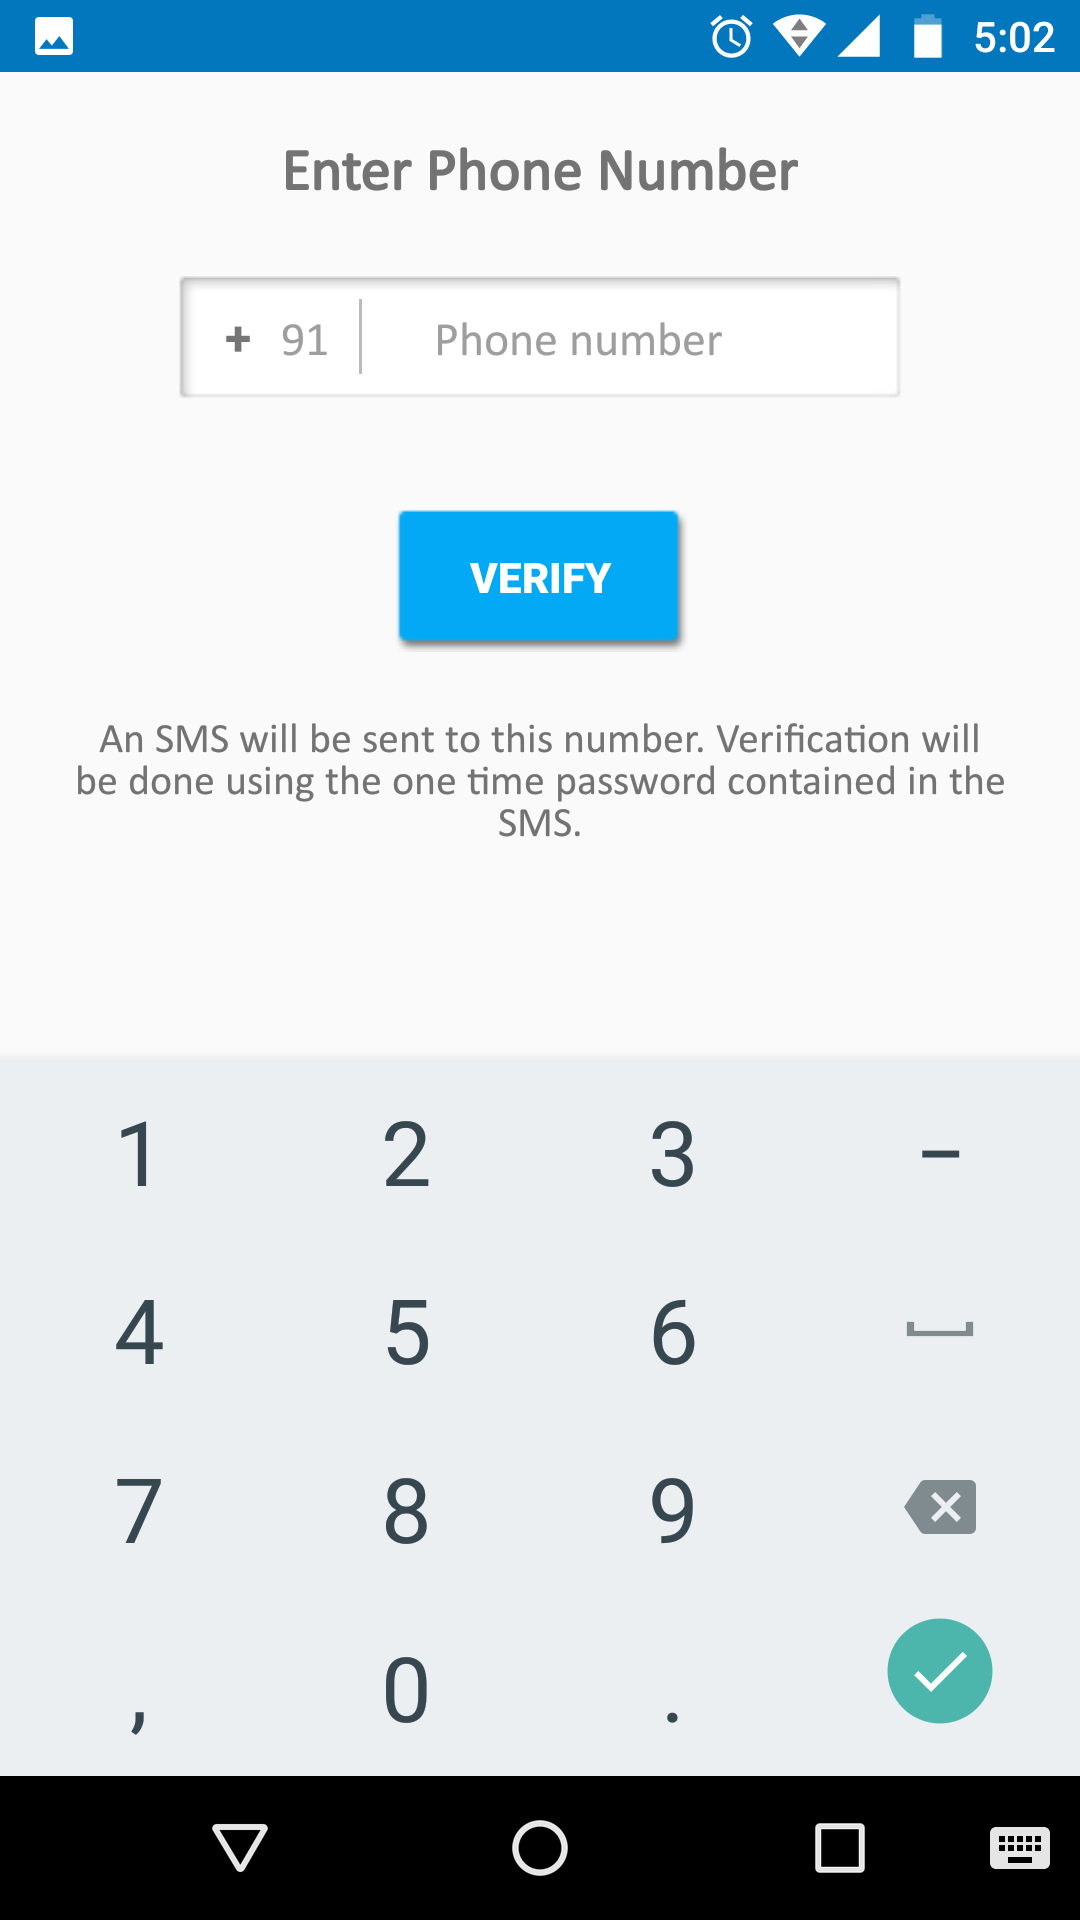 5:02
Enter Phone Number
+ 91 Phone number
VERIFY
An SMS will be sent to this number. Verification will
be done using the one time password contained in the
SMS.
1 2 3 –
4 5 6
7 8 9
, 0 .